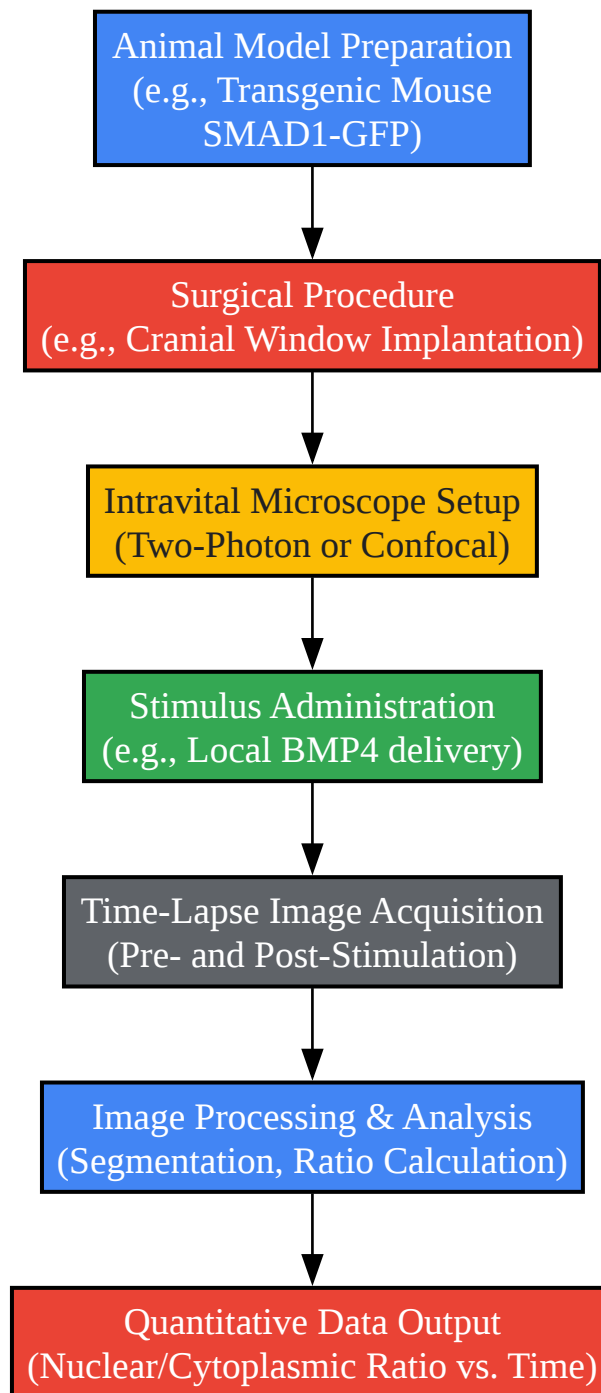 Animal Model Preparation
(e.g., Transgenic Mouse
SMAD1-GFP)
Surgical Procedure
(e.g., Cranial Window Implantation)
Intravital Microscope Setup
(Two-Photon or Confocal)
Stimulus Administration
(e.g., Local BMP4 delivery)
Time-Lapse Image Acquisition
(Pre- and Post-Stimulation)
Image Processing & Analysis
(Segmentation, Ratio Calculation)
Quantitative Data Output
(Nuclear/Cytoplasmic Ratio vs. Time)